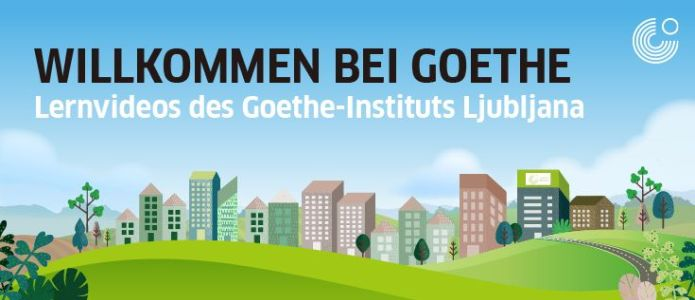 WILLKOMMEN BEI GOETHE
Lernvideos des Goethe-Instituts Ljubljana